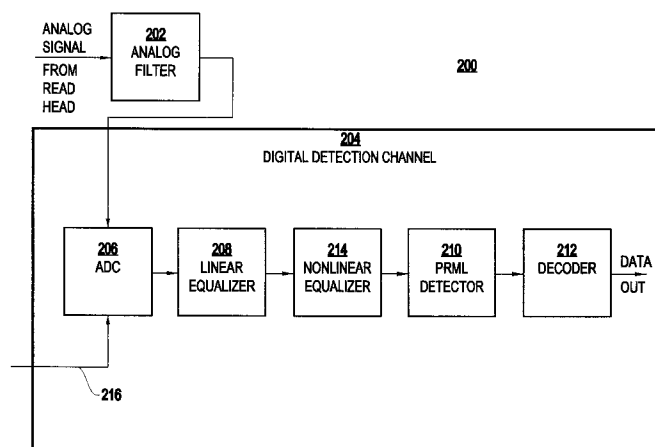 ANALOG
SIGNAL
FROM
READ
HEAD
202
ANALOG
FILTER
200
204
DIGITAL DETECTION CHANNEL
206
ADC
208
LINEAR
EQUALIZER
214
NONLINEAR
EQUALIZER
210
PRML
DETECTOR
212
DECODER
DATA
OUT
216